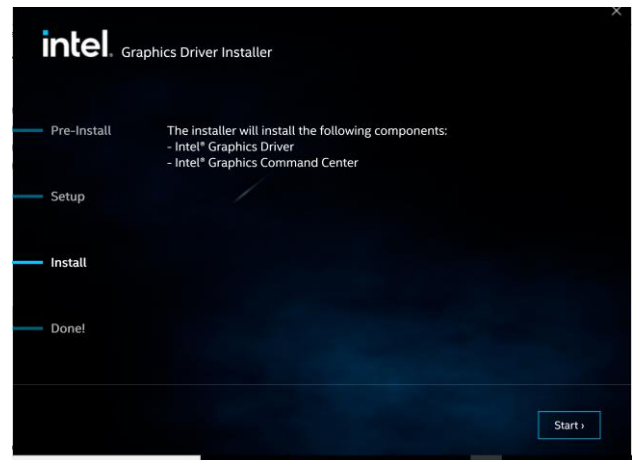 intel. Graphics Driver Installer
Pre-Install
The installer will install the following components:
- Intel® Graphics Driver
- Intel® Graphics Command Center
Setup
Install
Done!
Start ›